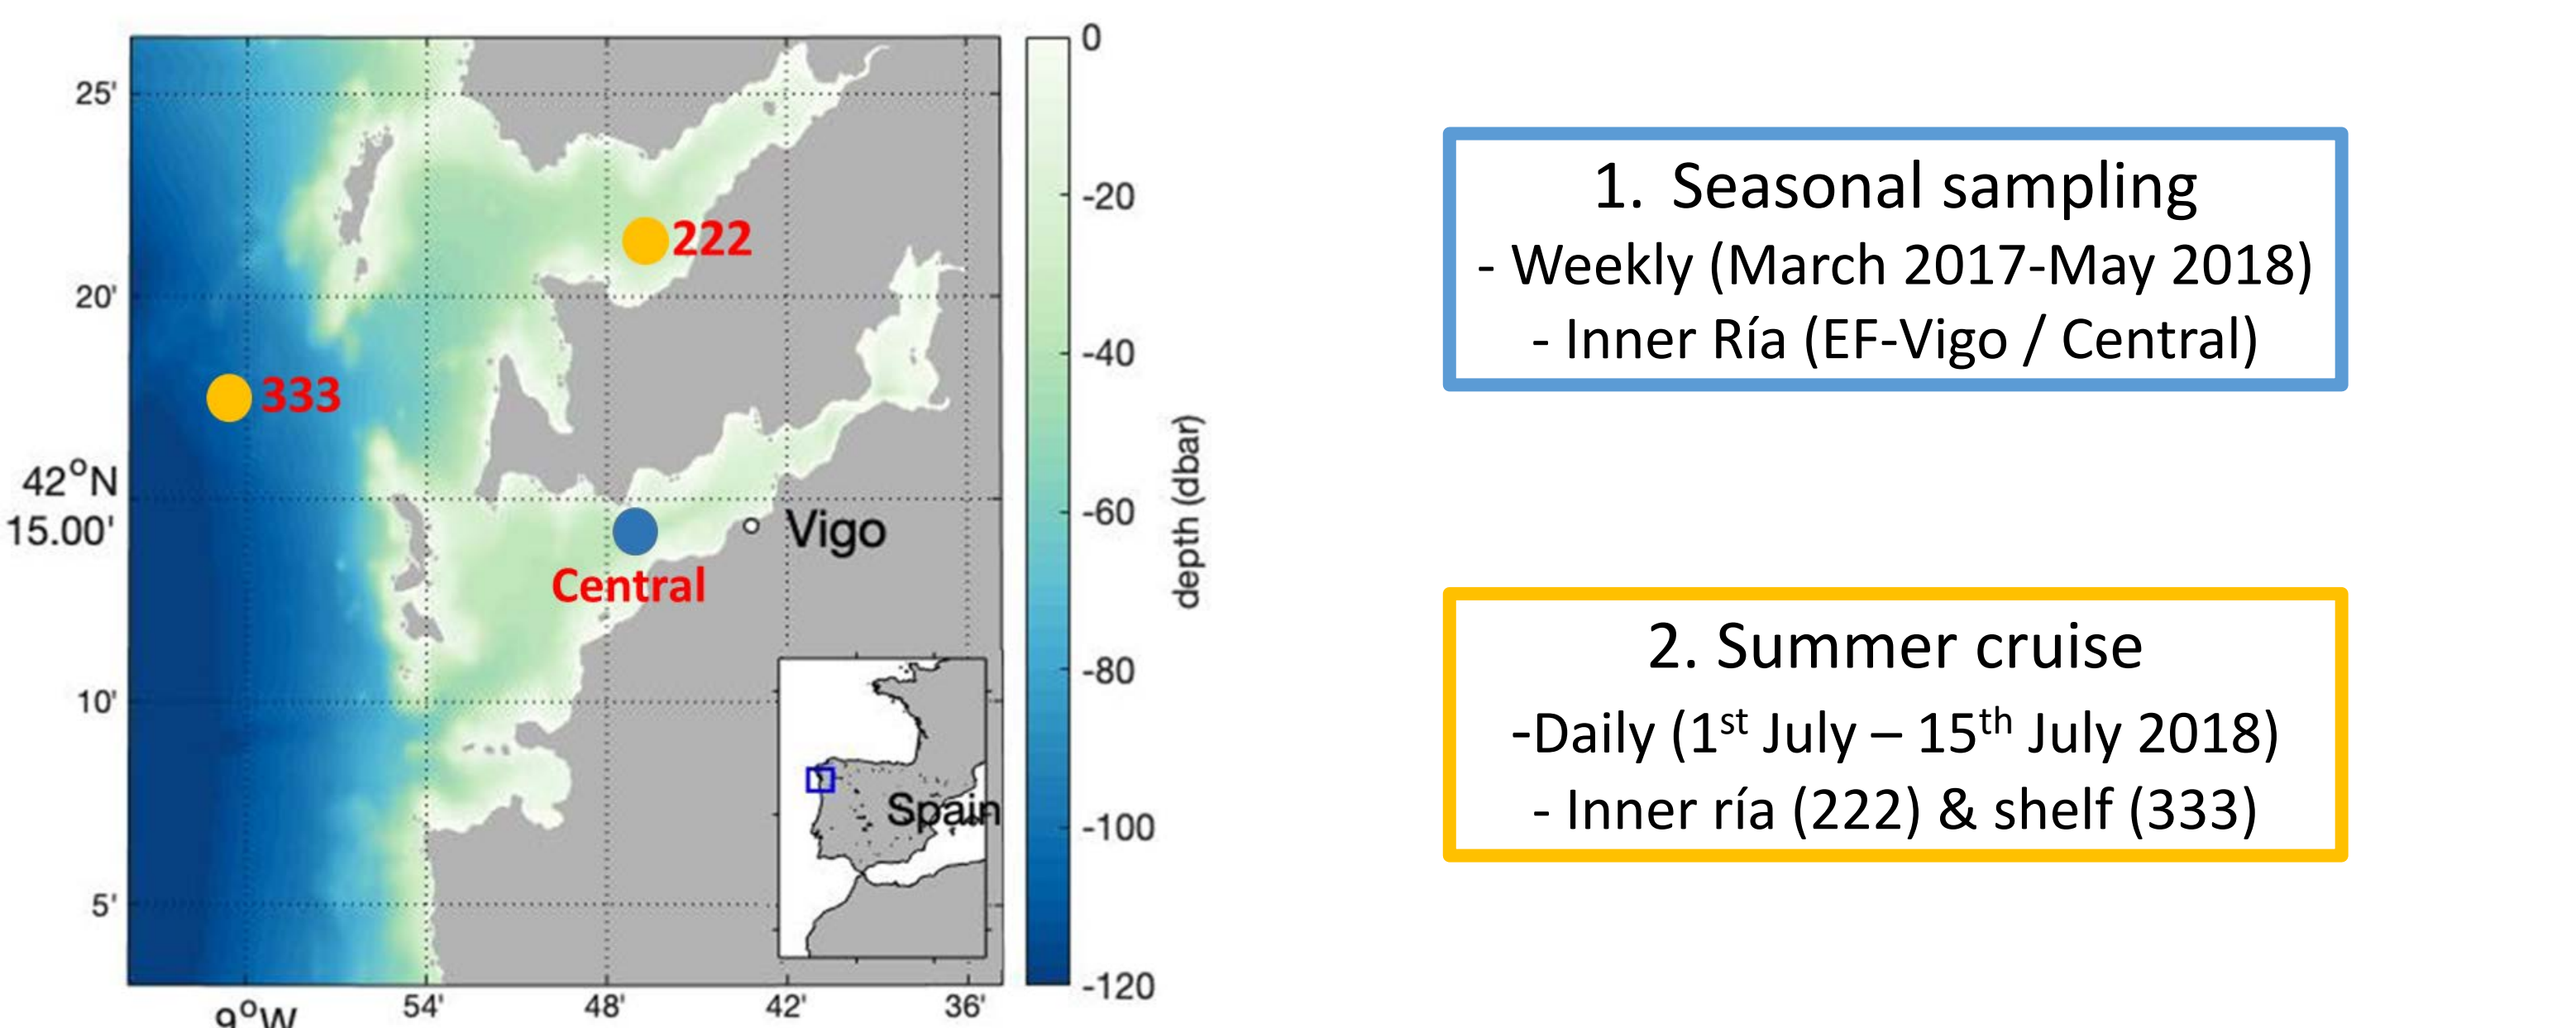 25'
20'
42°N
15.00'
10'
5'
9°W
54'
48'
42'
36'
222
333
Central
Vigo
Spain
0
-20
-40
-60
-80
-100
-120
depth (dbar)
1. Seasonal sampling
- Weekly (March 2017-May 2018)
- Inner Ría (EF-Vigo / Central)
2. Summer cruise
-Daily (1st July – 15th July 2018)
- Inner ría (222) & shelf (333)